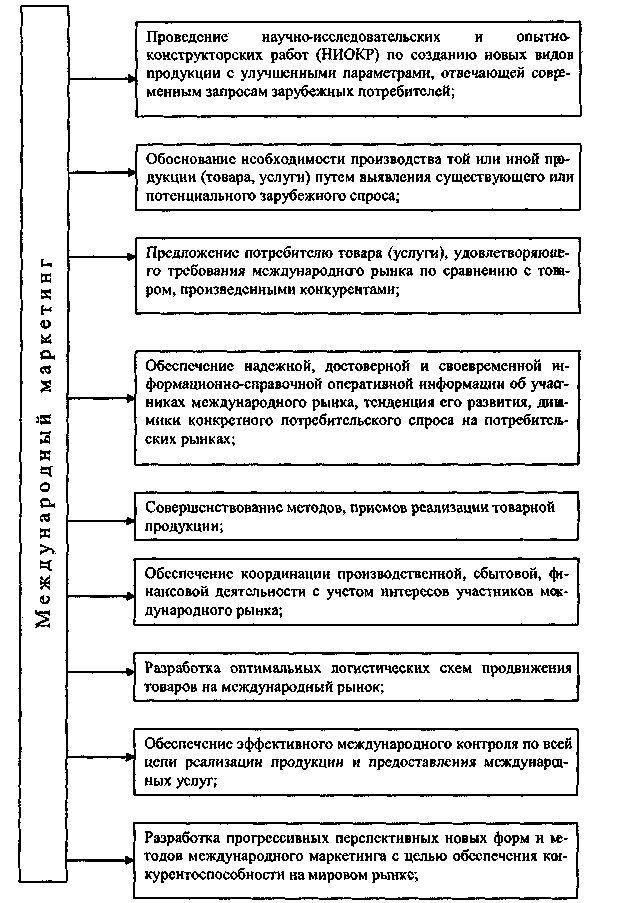 Международный маркетинг
Проведение научно-исследовательских и опытно-
конструкторских работ (НИОКР) по созданию новых видов
продукции с улучшенными параметрами, отвечающей совре-
менным запросам зарубежных потребителей;
Обоснование необходимости производства той или иной про-
дукции (товара, услуги) путем выявления существующего или
потенциального зарубежного спроса;
Предложение потребителю товара (услуги), удовлетворяюще-
го требования международного рынка по сравнению с това-
ром, произведенными конкурентами;
Обеспечение надежной, достоверной и своевременной ин-
формационно-справочной оперативной информации об участ-
никах международного рынка, тенденция его развития, дина-
мики конкретного потребительского спроса на потребитель-
ских рынках;
Совершенствование методов, приемов реализации товарной
продукции;
Обеспечение координации производственной, сбытовой, фи-
нансовой деятельности с учетом интересов участников меж-
дународного рынка;
Разработка оптимальных логистических схем продвижения
товаров на международный рынок;
Обеспечение эффективного международного контроля по всей
цепи реализации продукции и предоставления международ-
ных услуг;
Разработка прогрессивных перспективных новых форм и ме-
тодов международного маркетинга с целью обеспечения кон-
курентоспособности на мировом рынке;